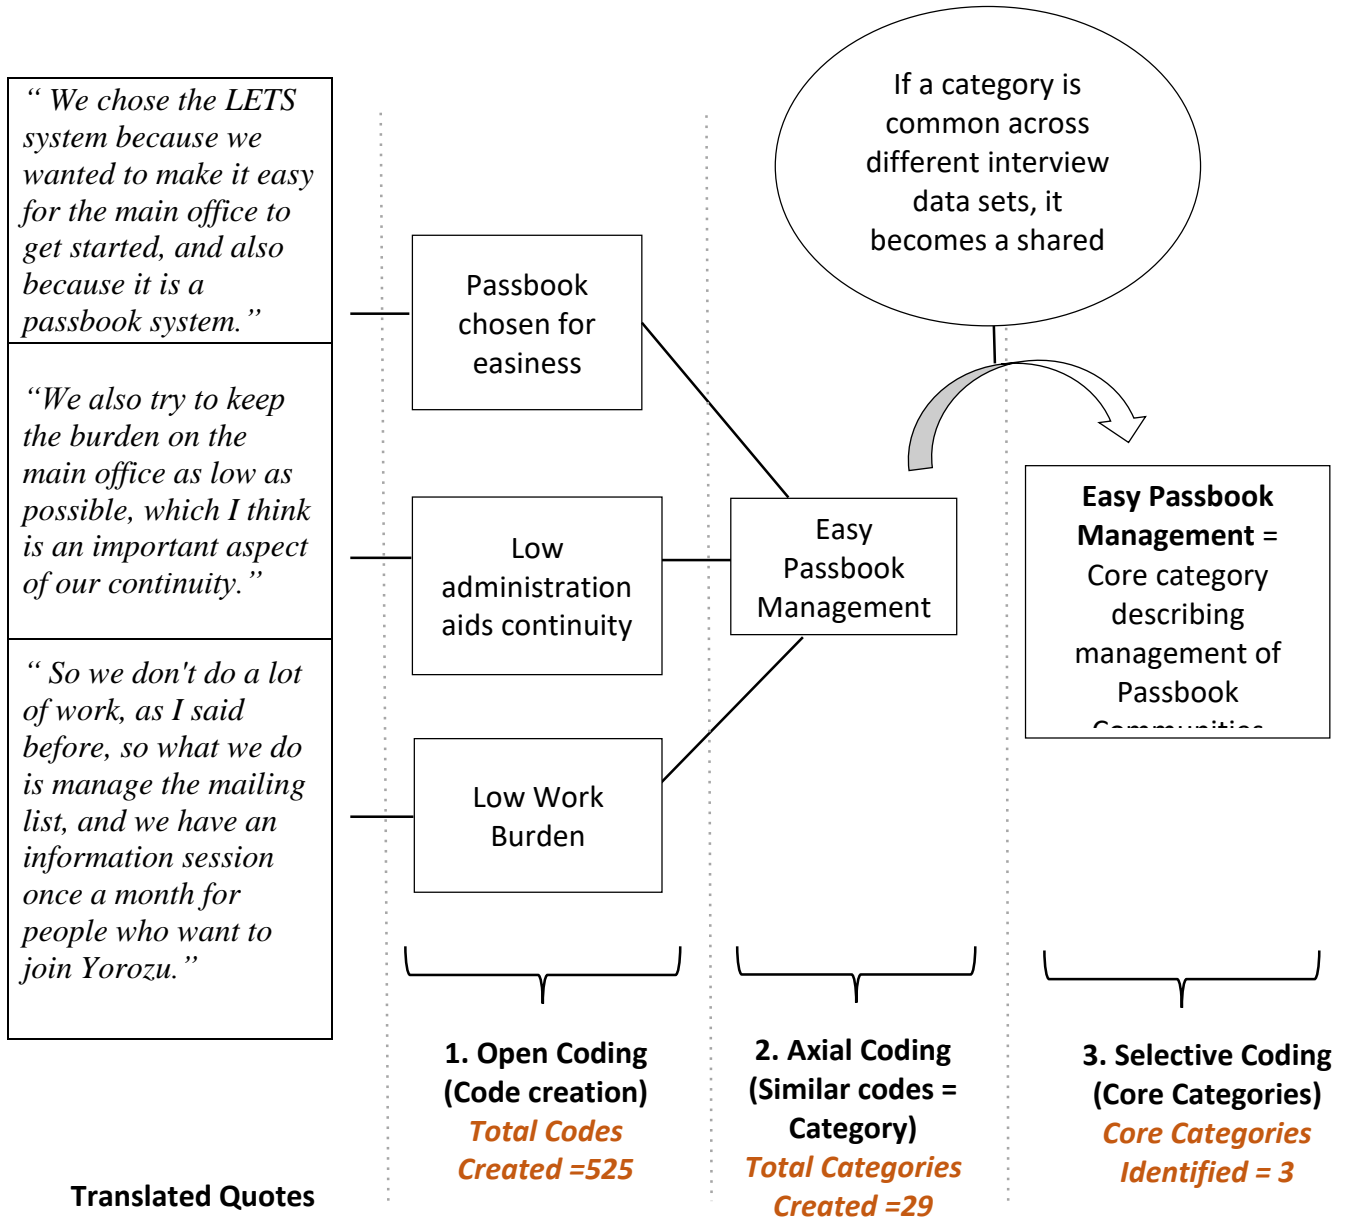 “ We chose the LETS
system because we
wanted to make it easy
for the main office to
get started, and also
because it is a
passbook system.”
“We also try to keep
the burden on the
main office as low as
possible, which I think
is an important aspect
of our continuity.”
“ So we don't do a lot
of work, as I said
before, so what we do
is manage the mailing
list, and we have an
information session
once a month for
people who want to
join Yorozu.”
Translated Quotes
Passbook
chosen for
easiness
Low
administration
aids continuity
Low Work
Burden
1. Open Coding
(Code creation)
Total Codes
Created =525
Easy
Passbook
Management
2. Axial Coding
(Similar codes =
Category)
Total Categories
Created =29
If a category is
common across
different interview
data sets, it
becomes a shared
Easy Passbook
Management =
Core category
describing
management of
Passbook
Communities
3. Selective Coding
(Core Categories)
Core Categories
Identified = 3